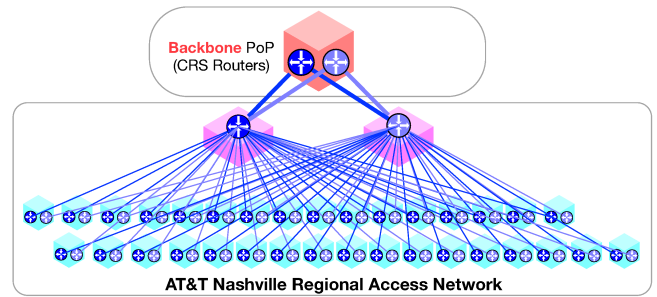 Backbone PoP
(CRS Routers)
AT&T Nashville Regional Access Network